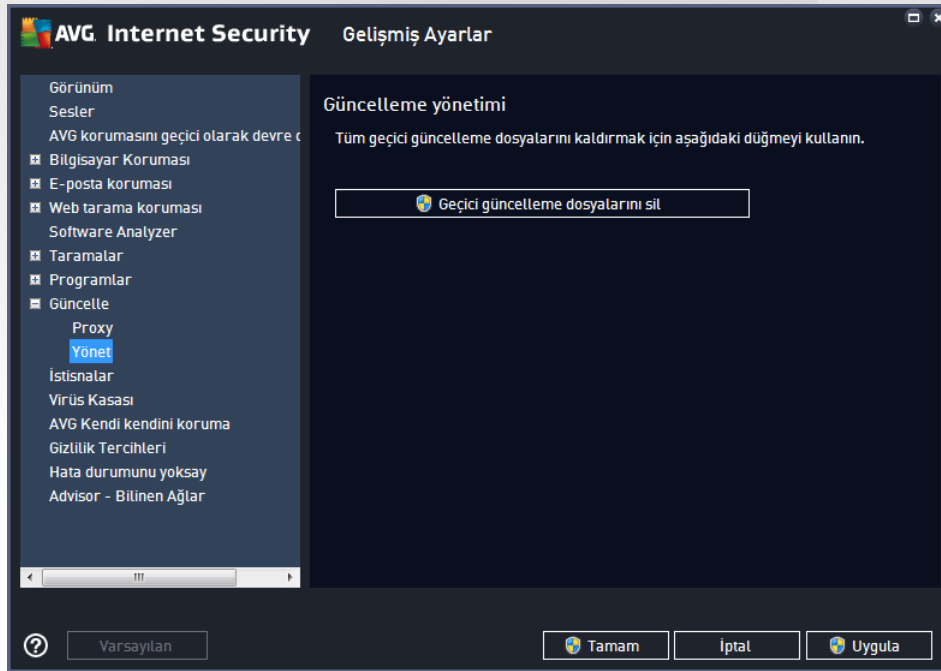 AVG Internet Security Gelişmiş Ayarlar
Görünüm
Sesler
AVG korumasını geçici olarak devre
Bilgisayar Koruması
E-posta koruması
Web tarama koruması
Software Analyzer
Taramalar
Programlar
Güncelle
Proxy
Yönet
İstisnalar
Virüs Kasası
AVG Kendi kendini koruma
Gizlilik Tercihleri
Hata durumunu yoksay
Advisor - Bilinen Ağlar
Güncelleme yönetimi
Tüm geçici güncelleme dosyalarını kaldırmak için aşağıdaki düğmeyi kullanın.
Geçici güncelleme dosyalarını sil
Varsayılan
Tamam
İptal
Uygula